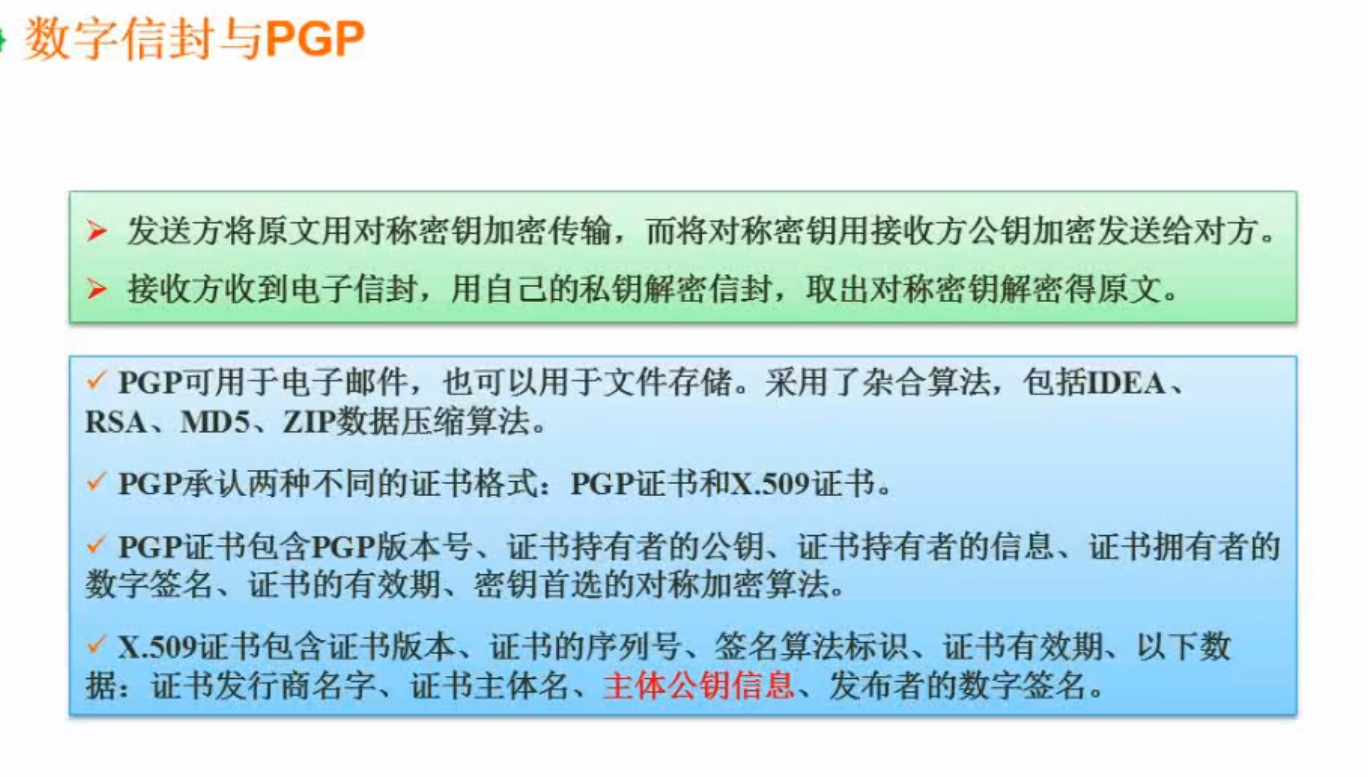 数字信封与PGP
发送方将原文用对称密钥加密传输，而将对称密钥用接收方公钥加密发送给对方。
接收方收到电子信封，用自己的私钥解密信封，取出对称密钥解密得原文。
PGP可用于电子邮件，也可以用于文件存储。采用了杂合算法，包括IDEA、
RSA、MD5、ZIP数据压缩算法。
PGP承认两种不同的证书格式：PGP证书和X.509证书。
PGP证书包含PGP版本号、证书持有者的公钥、证书持有者的信息、证书拥有者的
数字签名、证书的有效期、密钥首选的对称加密算法。
X.509证书包含证书版本、证书的序列号、签名算法标识、证书有效期、以下数
据：证书发行商名字、证书主体名、主体公钥信息、发布者的数字签名。